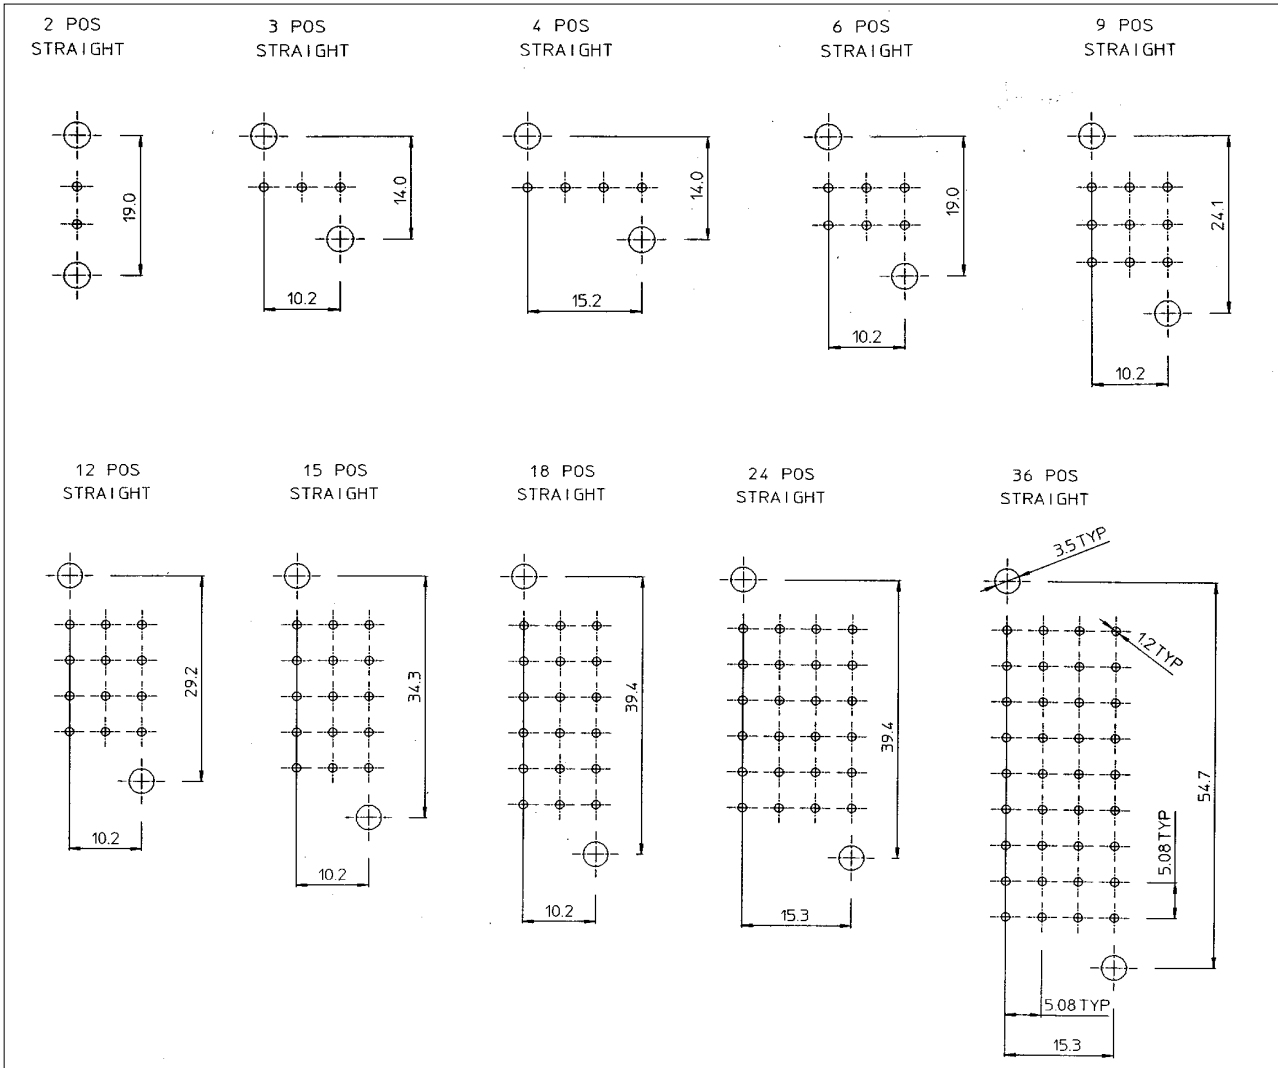 2 POS
STRAIGHT
19.0
3 POS
STRAIGHT
14.0
10.2
4 POS
STRAIGHT
14.0
15.2
6 POS
STRAIGHT
19.0
10.2
9 POS
STRAIGHT
24.1
10.2
12 POS
STRAIGHT
29.2
10.2
15 POS
STRAIGHT
34.3
10.2
18 POS
STRAIGHT
39.4
10.2
24 POS
STRAIGHT
39.4
15.3
36 POS
STRAIGHT
3.5 TYP
1.2 TYP
54.7
5.08 TYP
5.08 TYP
15.3